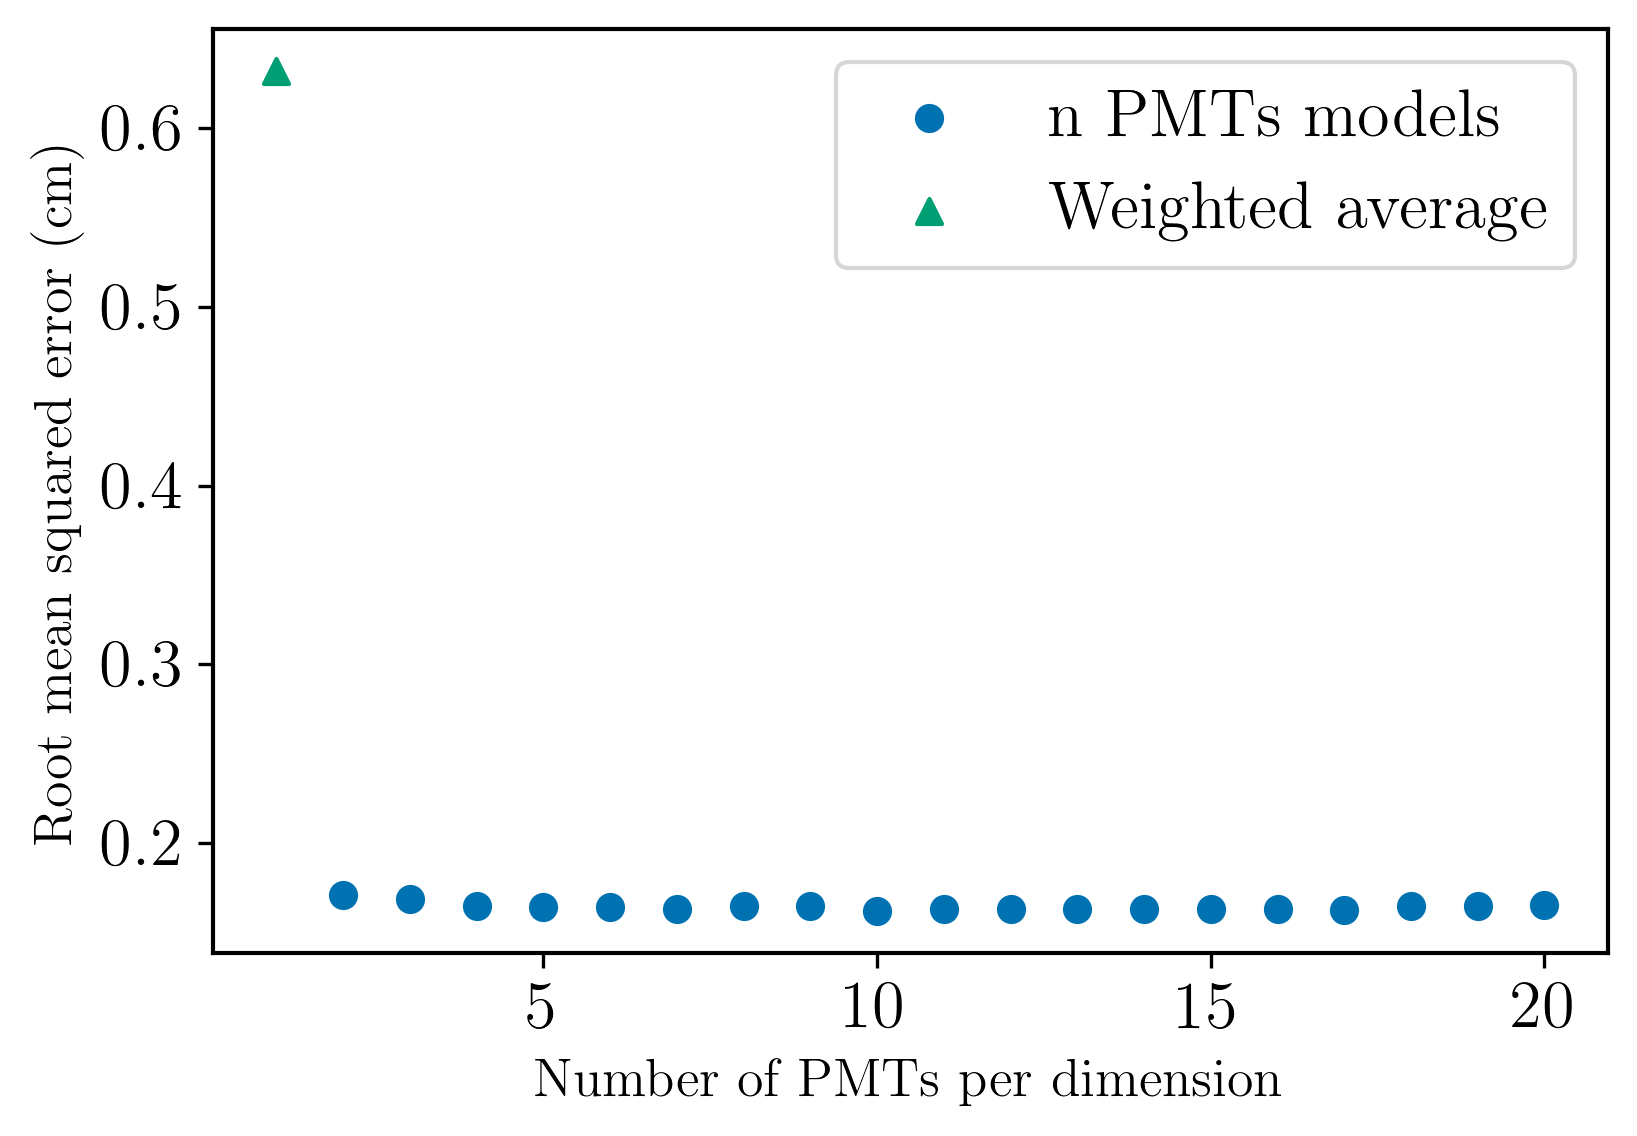 n PMTs models
Weighted average
Root mean squared error (cm)
0.6
0.5
0.4
0.3
0.2
5
10
15
20
Number of PMTs per dimension